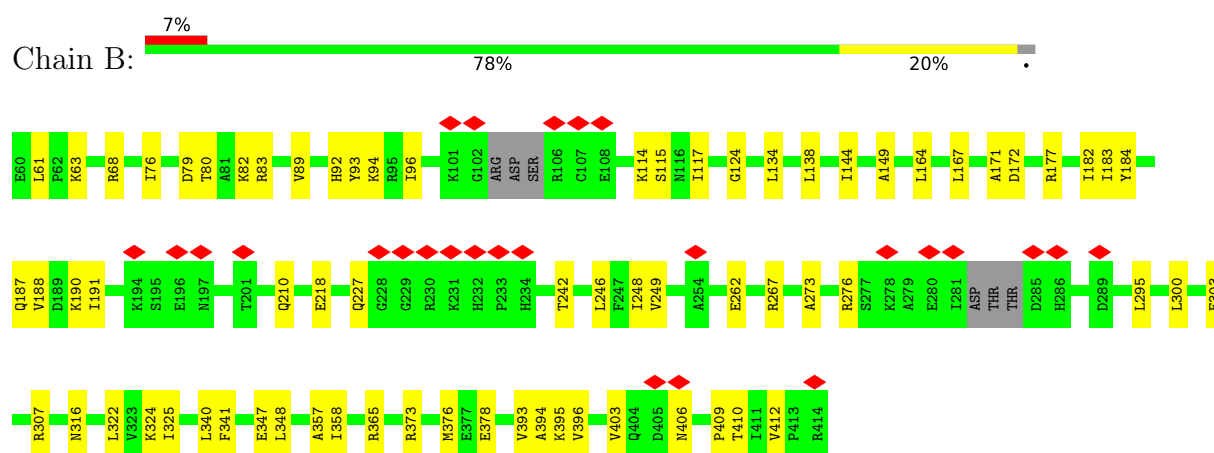 7%
Chain B:
78% 20% •
E60 L61 P62 K63 R68 I76 D79 T80 A81 K82 R83 V89 H92 Y93 K94 R95 I96 K101 G102 ARG ASP SER R106 C107 E108 K114 S115 N116 I117 G124 L134 L138 I144 A149 L164 L167 A171 D172 R177 I182 I183 Y184
Q187 V188 D189 K190 I191 K194 S195 E196 N197 T201 Q210 E218 Q227 G228 G229 R230 K231 H232 P233 H234 T242 L246 F247 I248 V249 A254 E262 R267 A273 R276 S277 K278 A279 E280 I281 ASP THR THR D285 H286 D289 L295 L300
R307 N316 L322 V323 K324 I325 L340 F341 E347 L348 A357 I358 R365 R373 M376 E377 E378 V393 A394 K395 V396 V403 Q404 D405 N406 P409 T410 I411 V412 P413 R414